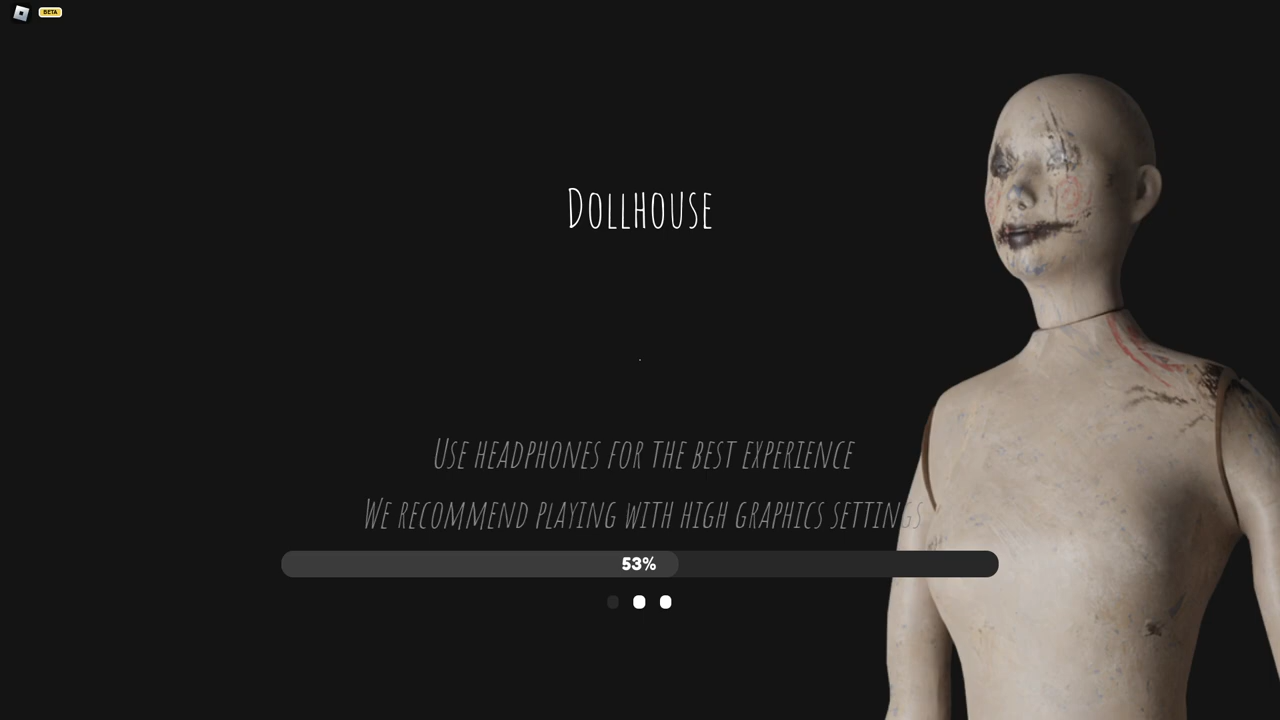 BETA
Dollhouse
Use headphones for the best experience
We recommend playing with high graphics settings
53%